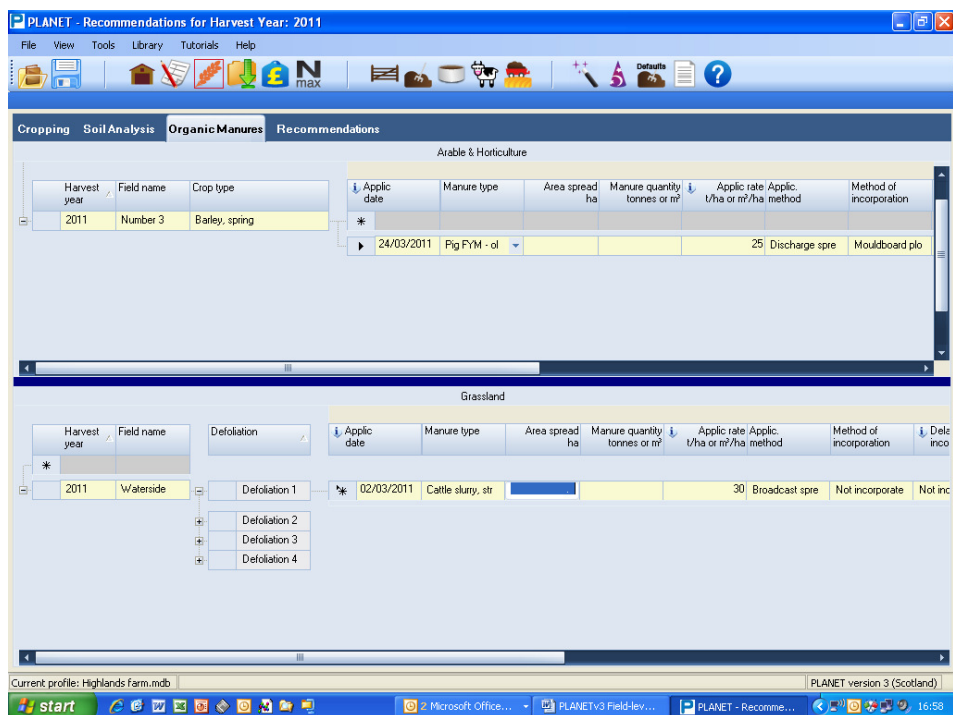 PLANET - Recommendations for Harvest Year: 2011
File View Tools Library Tutorials Help
N max Defaults ?
Cropping Soil Analysis Organic Manures Recommendations
Arable & Horticulture
Harvest year Field name Crop type Applic date Manure type Area spread ha Manure quantity tonnes or m³ Applic rate t/ha or m³/ha Applic. method Method of incorporation
2011 Number 3 Barley, spring
24/03/2011 Pig FYM - ol 25 Discharge spre Mouldboard plo
Grassland
Harvest year Field name Defoliation Applic date Manure type Area spread ha Manure quantity tonnes or m³ Applic rate t/ha or m³/ha Applic. method Method of incorporation Dela inco
2011 Waterside Defoliation 1 02/03/2011 Cattle slurry, str 30 Broadcast spre Not incorporate Not inc
Defoliation 2
Defoliation 3
Defoliation 4
Current profile: Highlands farm.mdb PLANET version 3 (Scotland)
start 2 Microsoft Office... PLANETv3 Field-lev... PLANET - Recomme... 16:58